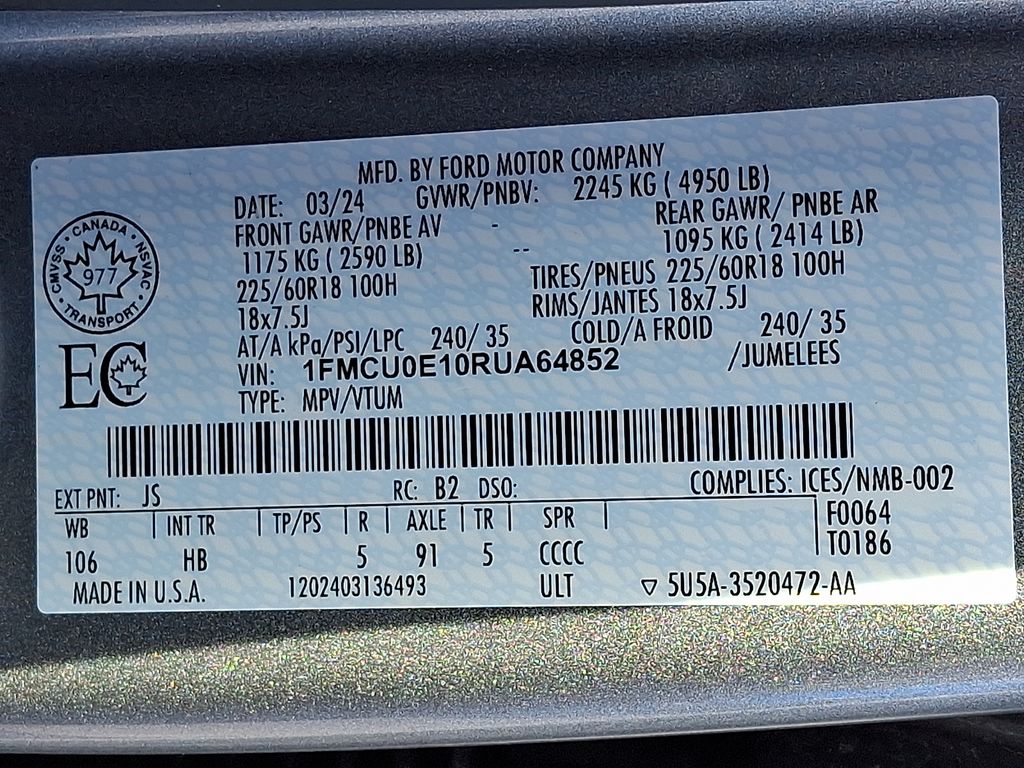 MFD. BY FORD MOTOR COMPANY
DATE: 03/24 GVWR/PNBV: 2245 KG ( 4950 LB)
FRONT GAWR/PNBE AV - REAR GAWR/ PNBE AR
1175 KG ( 2590 LB) -- 1095 KG ( 2414 LB)
225/60R18 100H TIRES/PNEUS 225/60R18 100H
18x7.5J RIMS/JANTES 18x7.5J
AT/A kPa/PSI/LPC 240/ 35 COLD/A FROID 240/ 35
VIN: 1FMCU0E10RUA64852 /JUMELEES
TYPE: MPV/VTUM
CANADA
CMVSS NSVAC
977
TRANSPORT
EC
EXT PNT: JS RC: B2 DSO: COMPLIES: ICES/NMB-002
WB | INT TR | TP/PS | R | AXLE | TR | SPR | F0064
106 HB 5 91 5 CCCC T0186
MADE IN U.S.A. 1202403136493 ULT ▽ 5U5A-3520472-AA